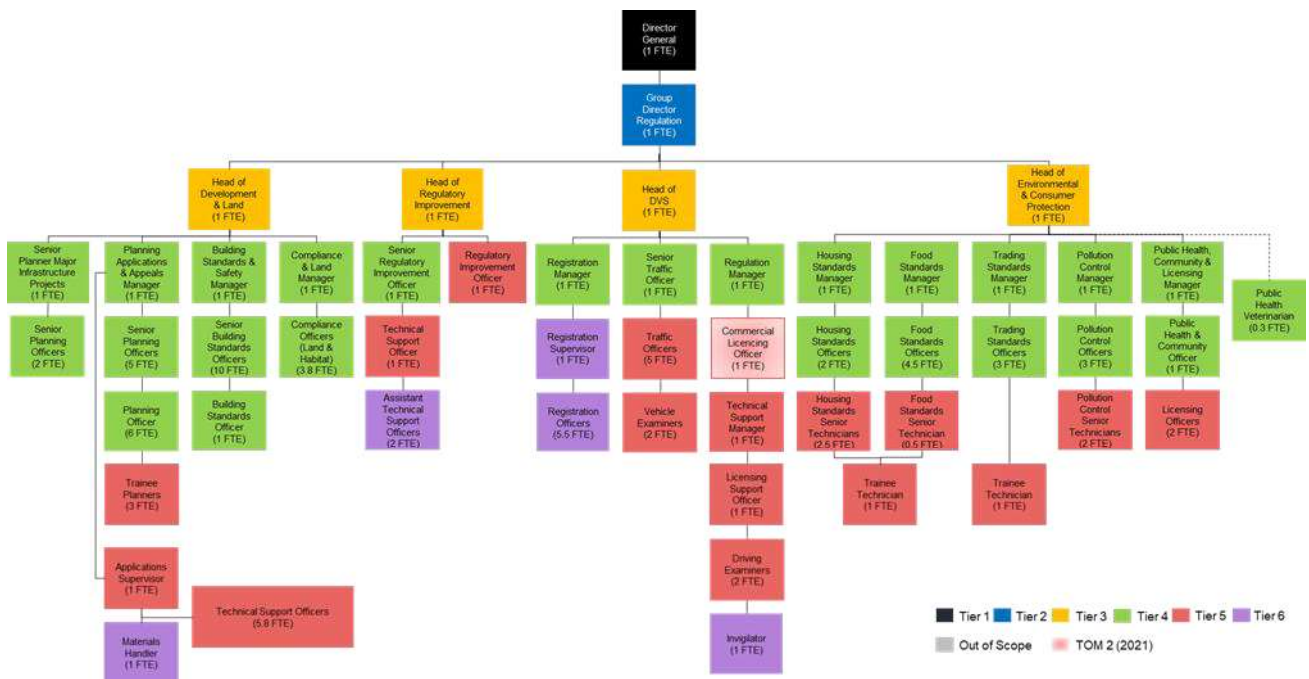 Director
General
(1 FTE)
Group
Director
Regulation
(1 FTE)
Head of
Development
& Land
(1 FTE)
Head of
Regulatory
Improvement
(1 FTE)
Head of
DVS
(1 FTE)
Head of
Environmental
& Consumer
Protection
(1 FTE)
Senior
Planner Major
Infrastructure
Projects
(1 FTE)
Planning
Applications
& Appeals
Manager
(1 FTE)
Building
Standards &
Safety
Manager
(1 FTE)
Compliance
& Land
Manager
(1 FTE)
Senior
Regulatory
Improvement
Officer
(1 FTE)
Regulatory
Improvement
Officer
(1 FTE)
Registration
Manager
(1 FTE)
Senior
Traffic
Officer
(1 FTE)
Regulation
Manager
(1 FTE)
Housing
Standards
Manager
(1 FTE)
Food
Standards
Manager
(1 FTE)
Trading
Standards
Manager
(1 FTE)
Pollution
Control
Manager
(1 FTE)
Public Health,
Community &
Licensing
Manager
(1 FTE)
Public
Health
Veterinarian
(0.3 FTE)
Senior
Planning
Officers
(2 FTE)
Senior
Planning
Officers
(5 FTE)
Senior
Building
Standards
Officers
(10 FTE)
Compliance
Officers
(Land &
Habitat)
(3.8 FTE)
Technical
Support
Officer
(1 FTE)
Registration
Supervisor
(1 FTE)
Traffic
Officers
(5 FTE)
Commercial
Licencing
Officer
(1 FTE)
Housing
Standards
Officers
(2 FTE)
Food
Standards
Officers
(4.5 FTE)
Trading
Standards
Officers
(3 FTE)
Pollution
Control
Officers
(3 FTE)
Public
Health &
Community
Officer
(1 FTE)
Planning
Officer
(6 FTE)
Building
Standards
Officer
(1 FTE)
Assistant
Technical
Support
Officers
(2 FTE)
Registration
Officers
(5.5 FTE)
Vehicle
Examiners
(2 FTE)
Technical
Support
Manager
(1 FTE)
Housing
Standards
Senior
Technicians
(2.5 FTE)
Food
Standards
Senior
Technician
(0.5 FTE)
Pollution
Control
Senior
Technicians
(2 FTE)
Licensing
Officers
(2 FTE)
Trainee
Planners
(3 FTE)
Licensing
Support
Officer
(1 FTE)
Trainee
Technician
(1 FTE)
Trainee
Technician
(1 FTE)
Applications
Supervisor
(1 FTE)
Technical Support Officers
(5.8 FTE)
Driving
Examiners
(2 FTE)
Materials
Handler
(1 FTE)
Invigilator
(1 FTE)
Tier 1
Tier 2
Tier 3
Tier 4
Tier 5
Tier 6
Out of Scope
TOM 2 (2021)